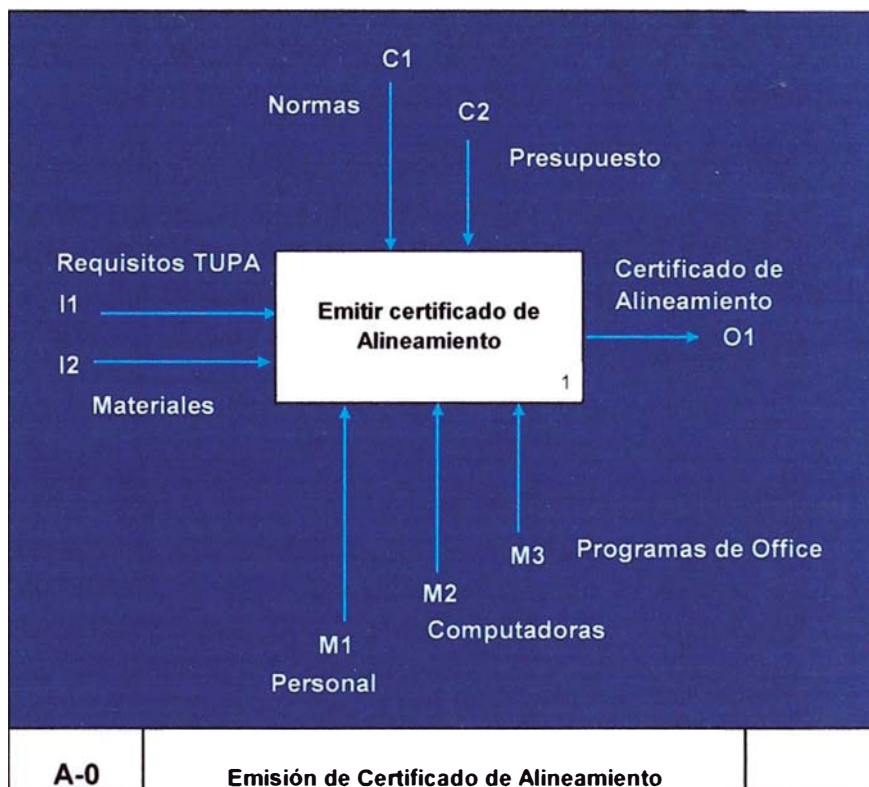 C1
Normas
C2
Presupuesto
Requisitos TUPA
I1
I2
Materiales
Emitir certificado de
Alineamiento
1
Certificado de
Alineamiento
O1
M1
Personal
M2
Computadoras
M3
Programas de Office
A-0
Emisión de Certificado de Alineamiento